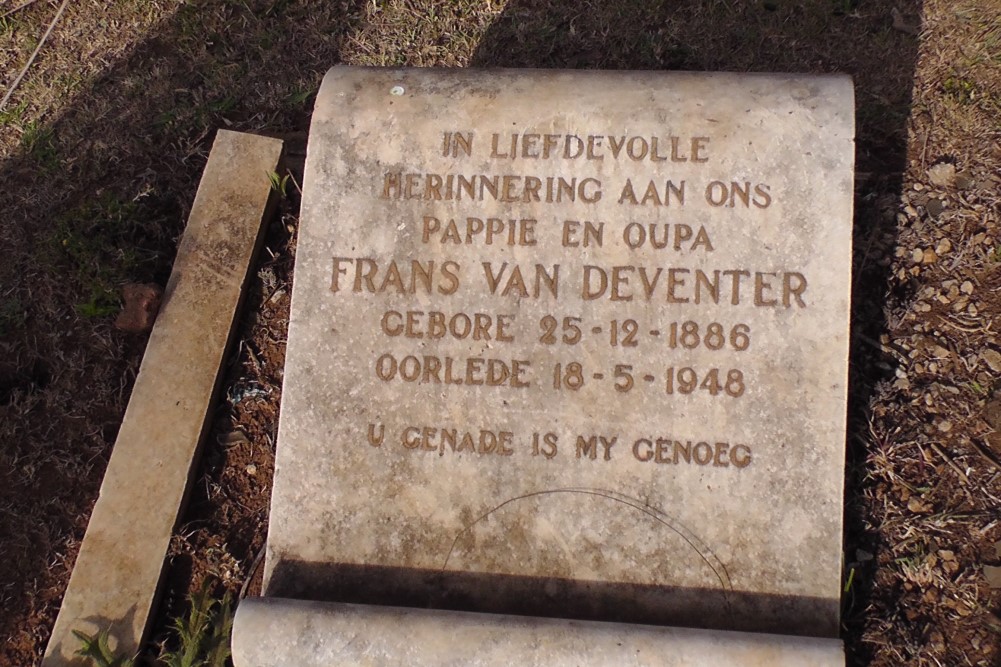 IN LIEFDEVOLLE
HERINNERING AAN ONS
PAPPIE EN OUPA
FRANS VAN DEVENTER
GEBORE 25-12-1886
OORLEDE 18-5-1948
U GENADE IS MY GENOEG